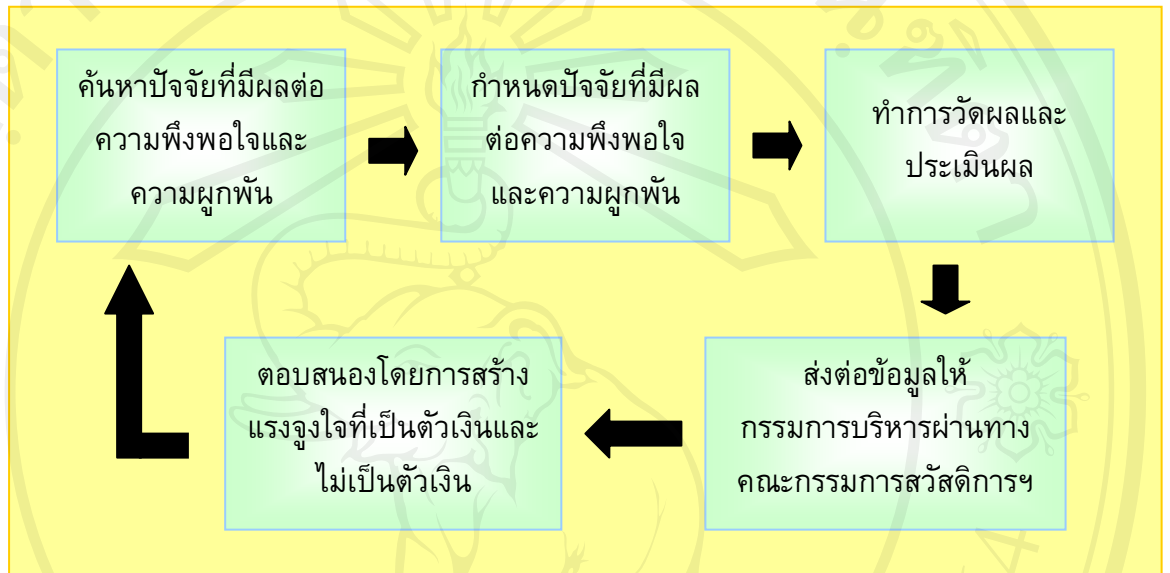 ค้นหาปัจจัยที่มีผลต่อ
ความพึงพอใจและ
ความผูกพัน
กำหนดปัจจัยที่มีผล
ต่อความพึงพอใจ
และความผูกพัน
ทำการวัดผลและ
ประเมินผล
ส่งต่อข้อมูลให้
กรรมการบริหารผ่านทาง
คณะกรรมการสวัสดิการฯ
ตอบสนองโดยการสร้าง
แรงจูงใจที่เป็นตัวเงินและ
ไม่เป็นตัวเงิน